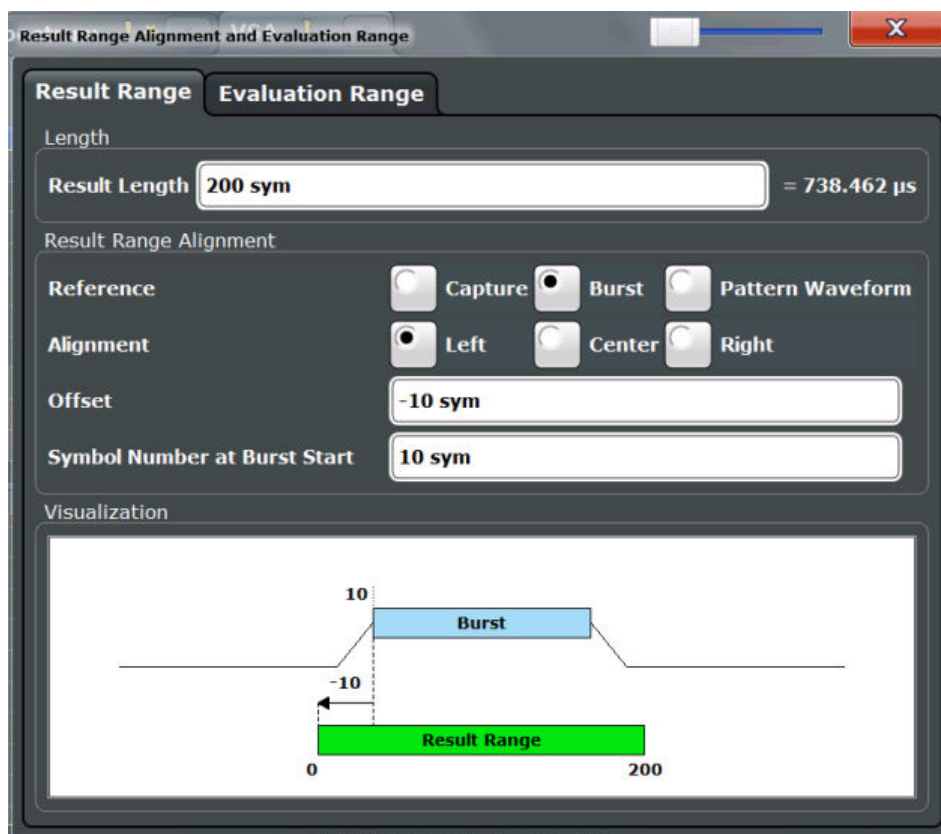 Result Range Alignment and Evaluation Range
X
Result Range Evaluation Range
Length
Result Length 200 sym = 738.462 µs
Result Range Alignment
Reference Capture Burst Pattern Waveform
Alignment Left Center Right
Offset -10 sym
Symbol Number at Burst Start 10 sym
Visualization
10
Burst
-10
Result Range
0 200